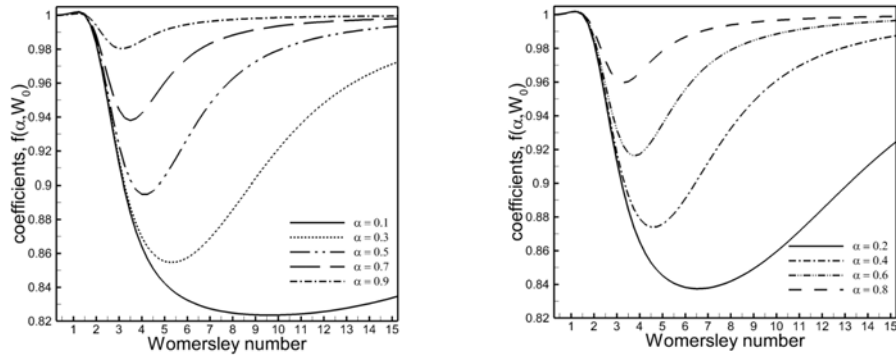 1
0.98
0.96
0.94
0.92
0.9
0.88
0.86
0.84
0.82
coefficients, f(α,W₀)
1 2 3 4 5 6 7 8 9 10 11 12 13 14 15
Womersley number
α = 0.1
α = 0.3
α = 0.5
α = 0.7
α = 0.9
1
0.98
0.96
0.94
0.92
0.9
0.88
0.86
0.84
0.82
coefficients, f(α,W₀)
1 2 3 4 5 6 7 8 9 10 11 12 13 14 15
Womersley number
α = 0.2
α = 0.4
α = 0.6
α = 0.8